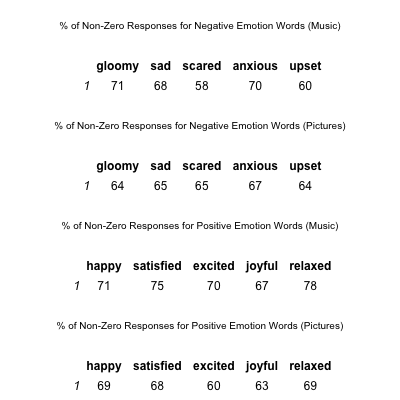 % of Non-Zero Responses for Negative Emotion Words (Music)
gloomy sad scared anxious upset
1 71 68 58 70 60
% of Non-Zero Responses for Negative Emotion Words (Pictures)
gloomy sad scared anxious upset
1 64 65 65 67 64
% of Non-Zero Responses for Positive Emotion Words (Music)
happy satisfied excited joyful relaxed
1 71 75 70 67 78
% of Non-Zero Responses for Positive Emotion Words (Pictures)
happy satisfied excited joyful relaxed
1 69 68 60 63 69